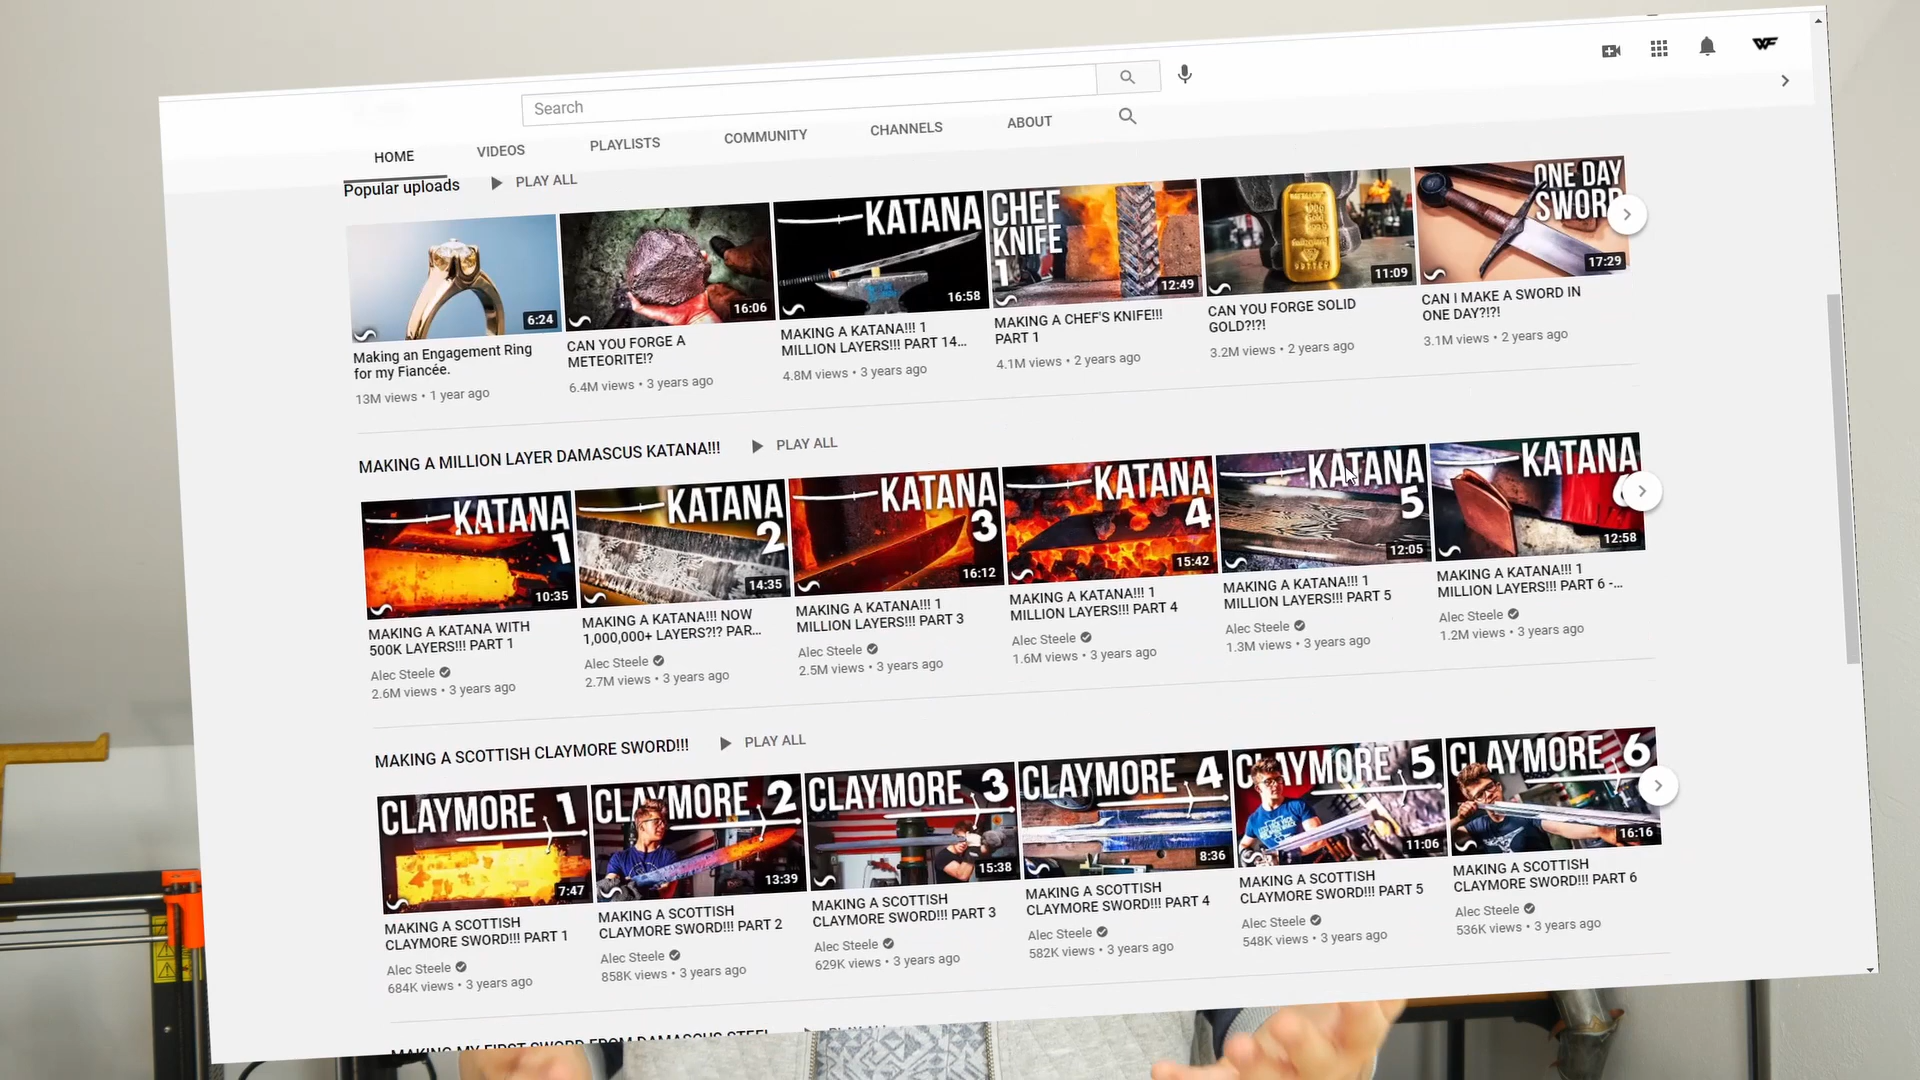 Search
HOME
VIDEOS
PLAYLISTS
COMMUNITY
CHANNELS
ABOUT
Popular uploads
PLAY ALL
6:24
Making an Engagement Ring
for my Fiancée.
13M views • 1 year ago
16:06
CAN YOU FORGE A
METEORITE!?
6.4M views • 3 years ago
KATANA
16:58
MAKING A KATANA!!! 1
MILLION LAYERS!!! PART 14...
4.8M views • 3 years ago
CHEF
KNIFE
1
12:49
MAKING A CHEF'S KNIFE!!!
PART 1
4.1M views • 2 years ago
11:09
CAN YOU FORGE SOLID
GOLD?!?!
3.2M views • 2 years ago
ONE DAY
SWORD
17:29
CAN I MAKE A SWORD IN
ONE DAY?!?!
3.1M views • 2 years ago
MAKING A MILLION LAYER DAMASCUS KATANA!!!
PLAY ALL
KATANA
1
10:35
MAKING A KATANA WITH
500K LAYERS!!! PART 1
Alec Steele
2.6M views • 3 years ago
KATANA
2
14:35
MAKING A KATANA!!! NOW
1,000,000+ LAYERS?!? PAR...
Alec Steele
2.7M views • 3 years ago
KATANA
3
16:12
MAKING A KATANA!!! 1
MILLION LAYERS!!! PART 3
Alec Steele
2.5M views • 3 years ago
KATANA
4
15:42
MAKING A KATANA!!! 1
MILLION LAYERS!!! PART 4
Alec Steele
1.6M views • 3 years ago
KATANA
5
12:05
MAKING A KATANA!!! 1
MILLION LAYERS!!! PART 5
Alec Steele
1.3M views • 3 years ago
KATANA
6
12:58
MAKING A KATANA!!! 1
MILLION LAYERS!!! PART 6 -...
Alec Steele
1.2M views • 3 years ago
MAKING A SCOTTISH CLAYMORE SWORD!!!
PLAY ALL
CLAYMORE 1
7:47
MAKING A SCOTTISH
CLAYMORE SWORD!!! PART 1
Alec Steele
684K views • 3 years ago
CLAYMORE 2
13:39
MAKING A SCOTTISH
CLAYMORE SWORD!!! PART 2
Alec Steele
858K views • 3 years ago
CLAYMORE 3
15:38
MAKING A SCOTTISH
CLAYMORE SWORD!!! PART 3
Alec Steele
629K views • 3 years ago
CLAYMORE 4
8:36
MAKING A SCOTTISH
CLAYMORE SWORD!!! PART 4
Alec Steele
582K views • 3 years ago
CLAYMORE 5
11:06
MAKING A SCOTTISH
CLAYMORE SWORD!!! PART 5
Alec Steele
548K views • 3 years ago
CLAYMORE 6
16:16
MAKING A SCOTTISH
CLAYMORE SWORD!!! PART 6
Alec Steele
536K views • 3 years ago
MAKING MY FIRST SWORD FROM DAMASCUS STEEL
PLAY ALL